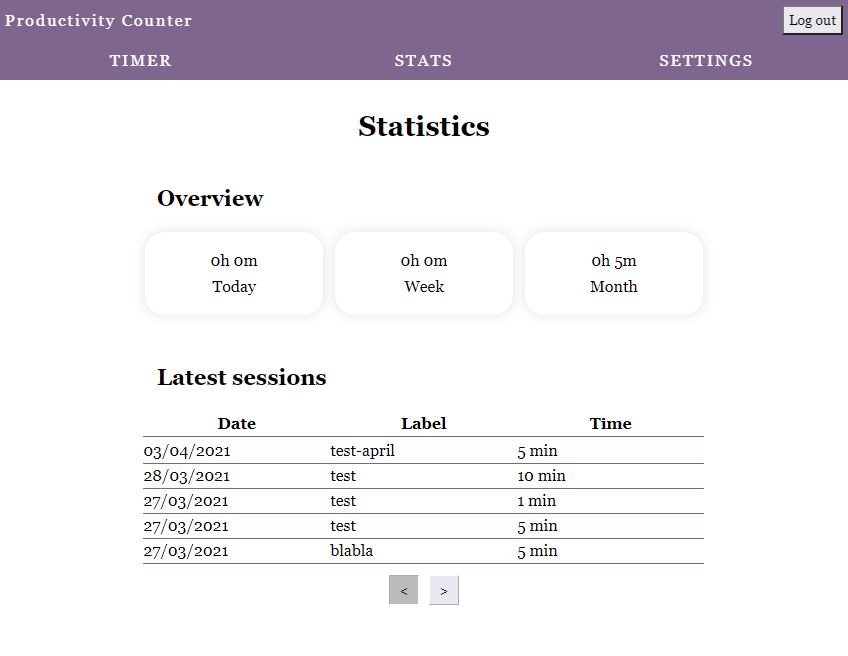 Productivity Counter Log out
TIMER STATS SETTINGS
Statistics
Overview
0h 0m 0h 0m 0h 5m
Today Week Month
Latest sessions
Date Label Time
03/04/2021 test-april 5 min
28/03/2021 test 10 min
27/03/2021 test 1 min
27/03/2021 test 5 min
27/03/2021 blabla 5 min
< >